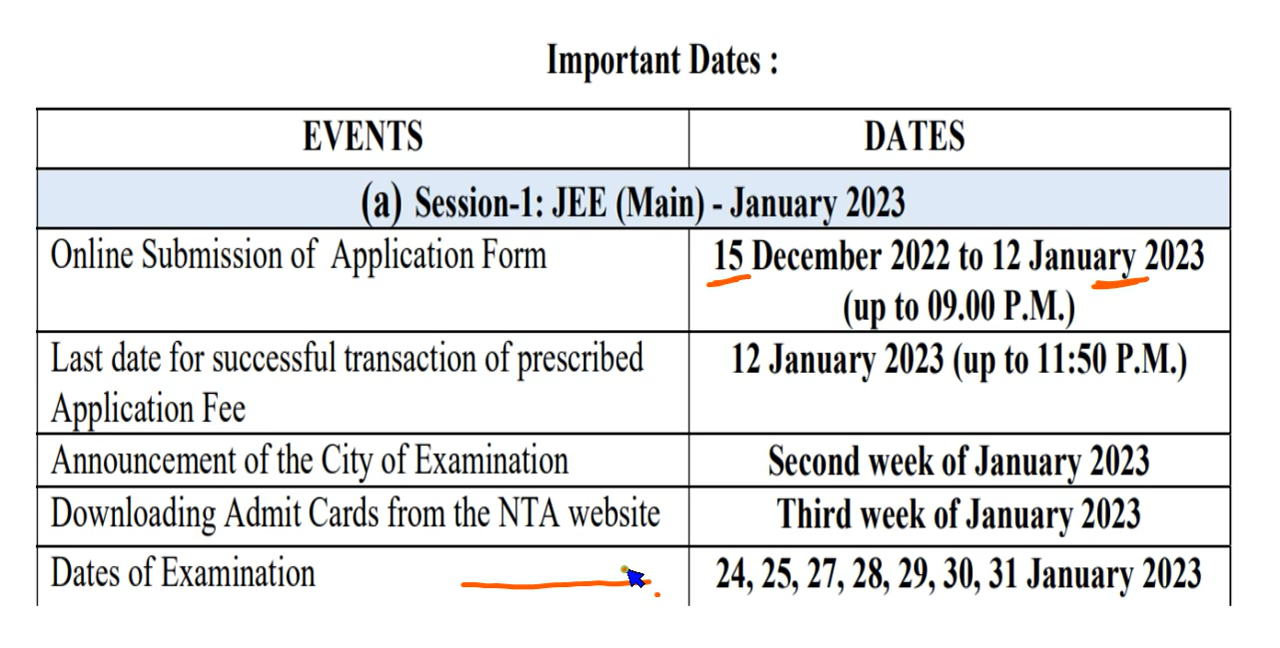 Important Dates :
EVENTS DATES
(a) Session-1: JEE (Main) - January 2023
Online Submission of Application Form 15 December 2022 to 12 January 2023
(up to 09.00 P.M.)
Last date for successful transaction of prescribed 12 January 2023 (up to 11:50 P.M.)
Application Fee
Announcement of the City of Examination Second week of January 2023
Downloading Admit Cards from the NTA website Third week of January 2023
Dates of Examination 24, 25, 27, 28, 29, 30, 31 January 2023